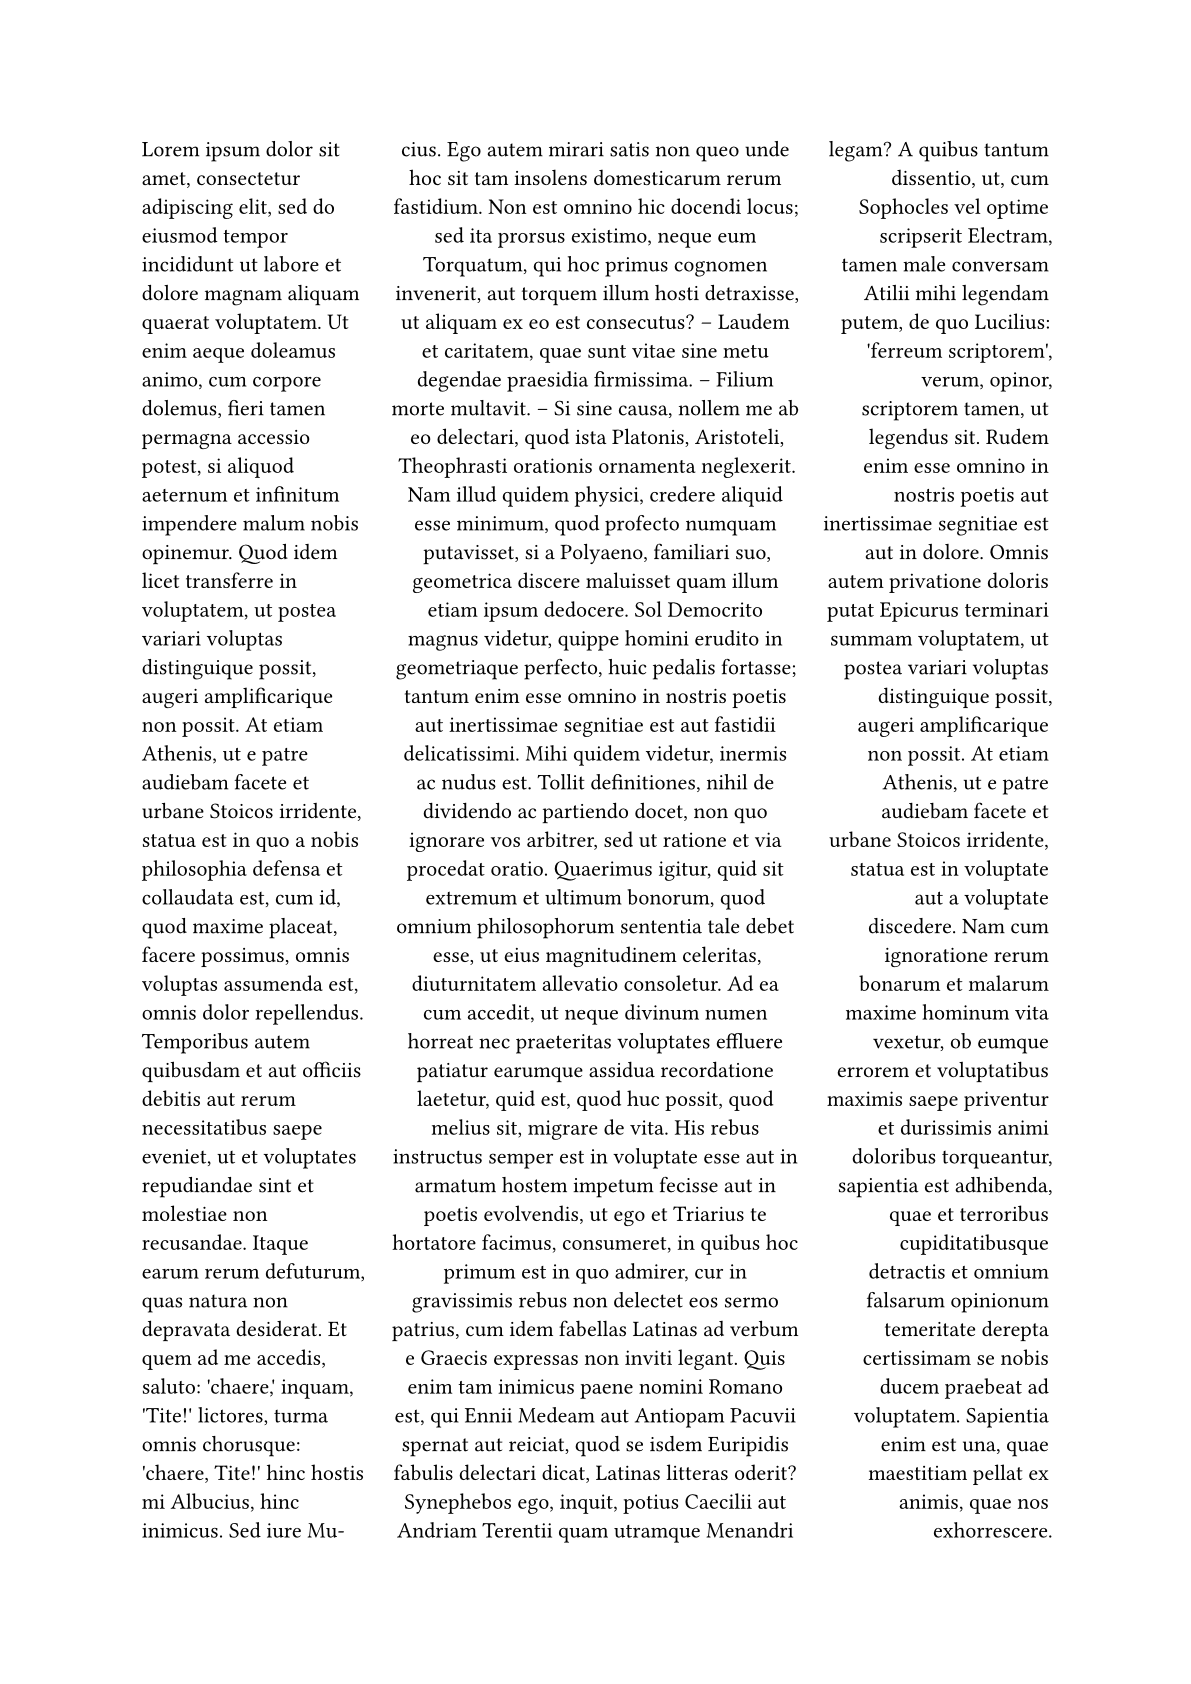 Lorem ipsum dolor sit
amet, consectetur
adipiscing elit, sed do
eiusmod tempor
incididunt ut labore et
dolore magnam aliquam
quaerat voluptatem. Ut
enim aeque doleamus
animo, cum corpore
dolemus, fieri tamen
permagna accessio
potest, si aliquod
aeternum et infinitum
impendere malum nobis
opinemur. Quod idem
licet transferre in
voluptatem, ut postea
variari voluptas
distinguique possit,
augeri amplificarique
non possit. At etiam
Athenis, ut e patre
audiebam facete et
urbane Stoicos irridente,
statua est in quo a nobis
philosophia defensa et
collaudata est, cum id,
quod maxime placeat,
facere possimus, omnis
voluptas assumenda est,
omnis dolor repellendus.
Temporibus autem
quibusdam et aut officiis
debitis aut rerum
necessitatibus saepe
eveniet, ut et voluptates
repudiandae sint et
molestiae non
recusandae. Itaque
earum rerum defuturum,
quas natura non
depravata desiderat. Et
quem ad me accedis,
saluto: 'chaere,' inquam,
'Tite!' lictores, turma
omnis chorusque:
'chaere, Tite!' hinc hostis
mi Albucius, hinc
inimicus. Sed iure Mu-
cius. Ego autem mirari satis non queo unde
hoc sit tam insolens domesticarum rerum
fastidium. Non est omnino hic docendi locus;
sed ita prorsus existimo, neque eum
Torquatum, qui hoc primus cognomen
invenerit, aut torquem illum hosti detraxisse,
ut aliquam ex eo est consecutus? – Laudem
et caritatem, quae sunt vitae sine metu
degendae praesidia firmissima. – Filium
morte multavit. – Si sine causa, nollem me ab
eo delectari, quod ista Platonis, Aristoteli,
Theophrasti orationis ornamenta neglexerit.
Nam illud quidem physici, credere aliquid
esse minimum, quod profecto numquam
putavisset, si a Polyaeno, familiari suo,
geometrica discere maluisset quam illum
etiam ipsum dedocere. Sol Democrito
magnus videtur, quippe homini erudito in
geometriaque perfecto, huic pedalis fortasse;
tantum enim esse omnino in nostris poetis
aut inertissimae segnitiae est aut fastidii
delicatissimi. Mihi quidem videtur, inermis
ac nudus est. Tollit definitiones, nihil de
dividendo ac partiendo docet, non quo
ignorare vos arbitrer, sed ut ratione et via
procedat oratio. Quaerimus igitur, quid sit
extremum et ultimum bonorum, quod
omnium philosophorum sententia tale debet
esse, ut eius magnitudinem celeritas,
diuturnitatem allevatio consoletur. Ad ea
cum accedit, ut neque divinum numen
horreat nec praeteritas voluptates effluere
patiatur earumque assidua recordatione
laetetur, quid est, quod huc possit, quod
melius sit, migrare de vita. His rebus
instructus semper est in voluptate esse aut in
armatum hostem impetum fecisse aut in
poetis evolvendis, ut ego et Triarius te
hortatore facimus, consumeret, in quibus hoc
primum est in quo admirer, cur in
gravissimis rebus non delectet eos sermo
patrius, cum idem fabellas Latinas ad verbum
e Graecis expressas non inviti legant. Quis
enim tam inimicus paene nomini Romano
est, qui Ennii Medeam aut Antiopam Pacuvii
spernat aut reiciat, quod se isdem Euripidis
fabulis delectari dicat, Latinas litteras oderit?
Synephebos ego, inquit, potius Caecilii aut
Andriam Terentii quam utramque Menandri
legam? A quibus tantum
dissentio, ut, cum
Sophocles vel optime
scripserit Electram,
tamen male conversam
Atilii mihi legendam
putem, de quo Lucilius:
'ferreum scriptorem',
verum, opinor,
scriptorem tamen, ut
legendus sit. Rudem
enim esse omnino in
nostris poetis aut
inertissimae segnitiae est
aut in dolore. Omnis
autem privatione doloris
putat Epicurus terminari
summam voluptatem, ut
postea variari voluptas
distinguique possit,
augeri amplificarique
non possit. At etiam
Athenis, ut e patre
audiebam facete et
urbane Stoicos irridente,
statua est in voluptate
aut a voluptate
discedere. Nam cum
ignoratione rerum
bonarum et malarum
maxime hominum vita
vexetur, ob eumque
errorem et voluptatibus
maximis saepe priventur
et durissimis animi
doloribus torqueantur,
sapientia est adhibenda,
quae et terroribus
cupiditatibusque
detractis et omnium
falsarum opinionum
temeritate derepta
certissimam se nobis
ducem praebeat ad
voluptatem. Sapientia
enim est una, quae
maestitiam pellat ex
animis, quae nos
exhorrescere.